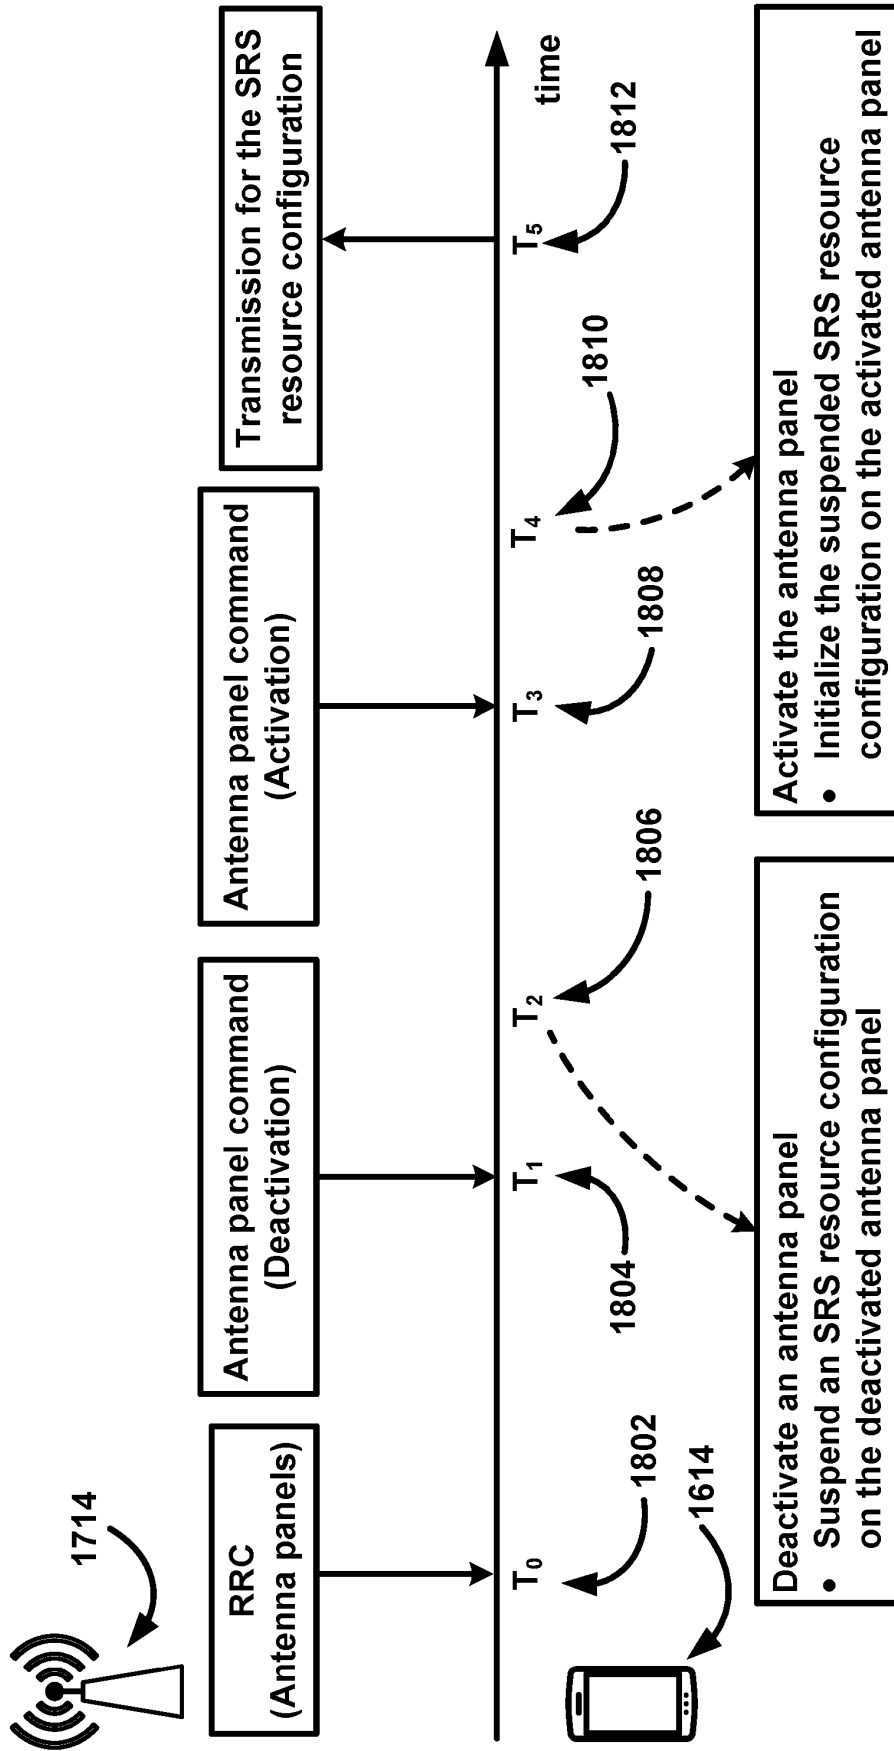 1714
RRC
(Antenna panels)
Antenna panel command
(Deactivation)
Antenna panel command
(Activation)
Transmission for the SRS
resource configuration
time
T0
T1
T2
T3
T4
T5
1802
1804
1806
1808
1810
1812
1614
Deactivate an antenna panel
• Suspend an SRS resource configuration
on the deactivated antenna panel
Activate the antenna panel
• Initialize the suspended SRS resource
configuration on the activated antenna panel